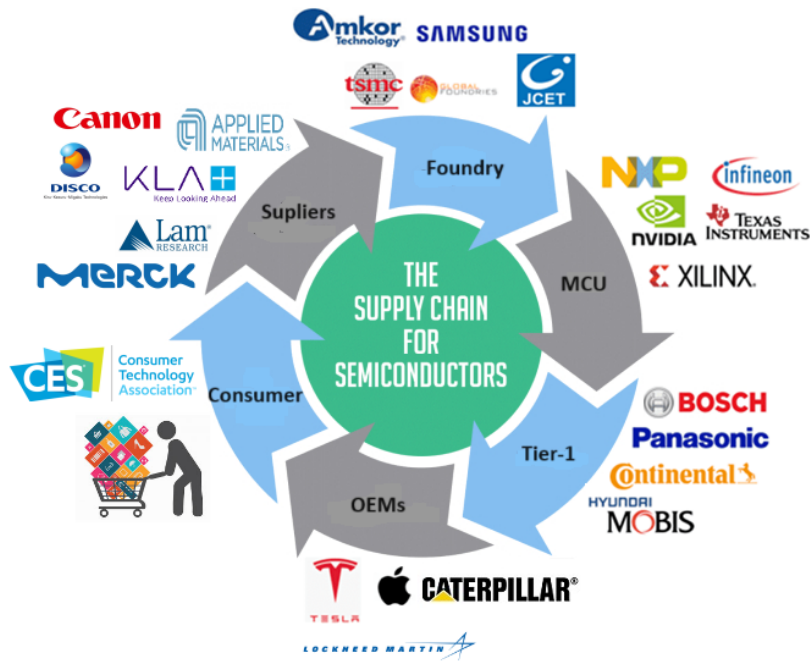 Amkor
Technology®
SAMSUNG
tsmc
GLOBAL
FOUNDRIES
JCET
Canon
APPLIED
MATERIALS
DISCO
KLA
Keep Looking Ahead
Lam
RESEARCH
MERCK
Supliers
Foundry
NXP
infineon
NVIDIA
TEXAS
INSTRUMENTS
XILINX
MCU
THE
SUPPLY CHAIN
FOR
SEMICONDUCTORS
CES
Consumer
Technology
Association
Consumer
BOSCH
Panasonic
Continental
HYUNDAI
MOBIS
Tier-1
OEMs
TESLA
CATERPILLAR®
LOCKHEED MARTIN